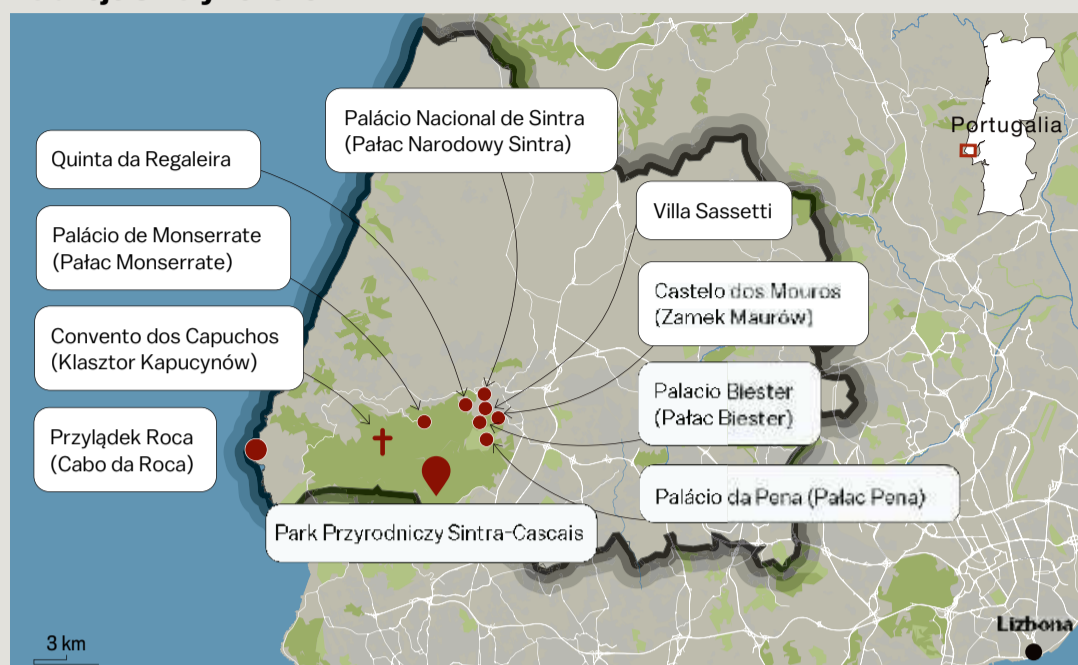 Palácio Nacional de Sintra
(Pałac Narodowy Sintra)
Portugalia
Quinta da Regaleira
Villa Sassetti
Palácio de Monserrate
(Pałac Monserrate)
Castelo dos Mouros
(Zamek Maurów)
Convento dos Capuchos
(Klasztor Kapucynów)
Palacio Biester
(Pałac Biester)
Przylądek Roca
(Cabo da Roca)
Palácio da Pena (Pałac Pena)
Park Przyrodniczy Sintra-Cascais
Lizbona
3 km